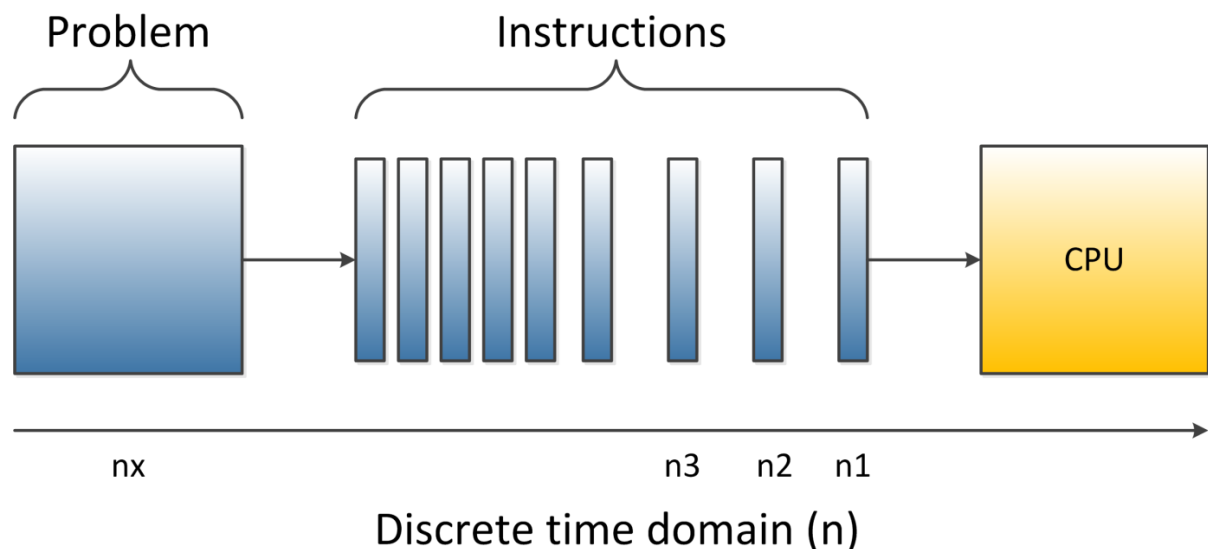 Problem
Instructions
CPU
nx
n3
n2
n1
Discrete time domain (n)